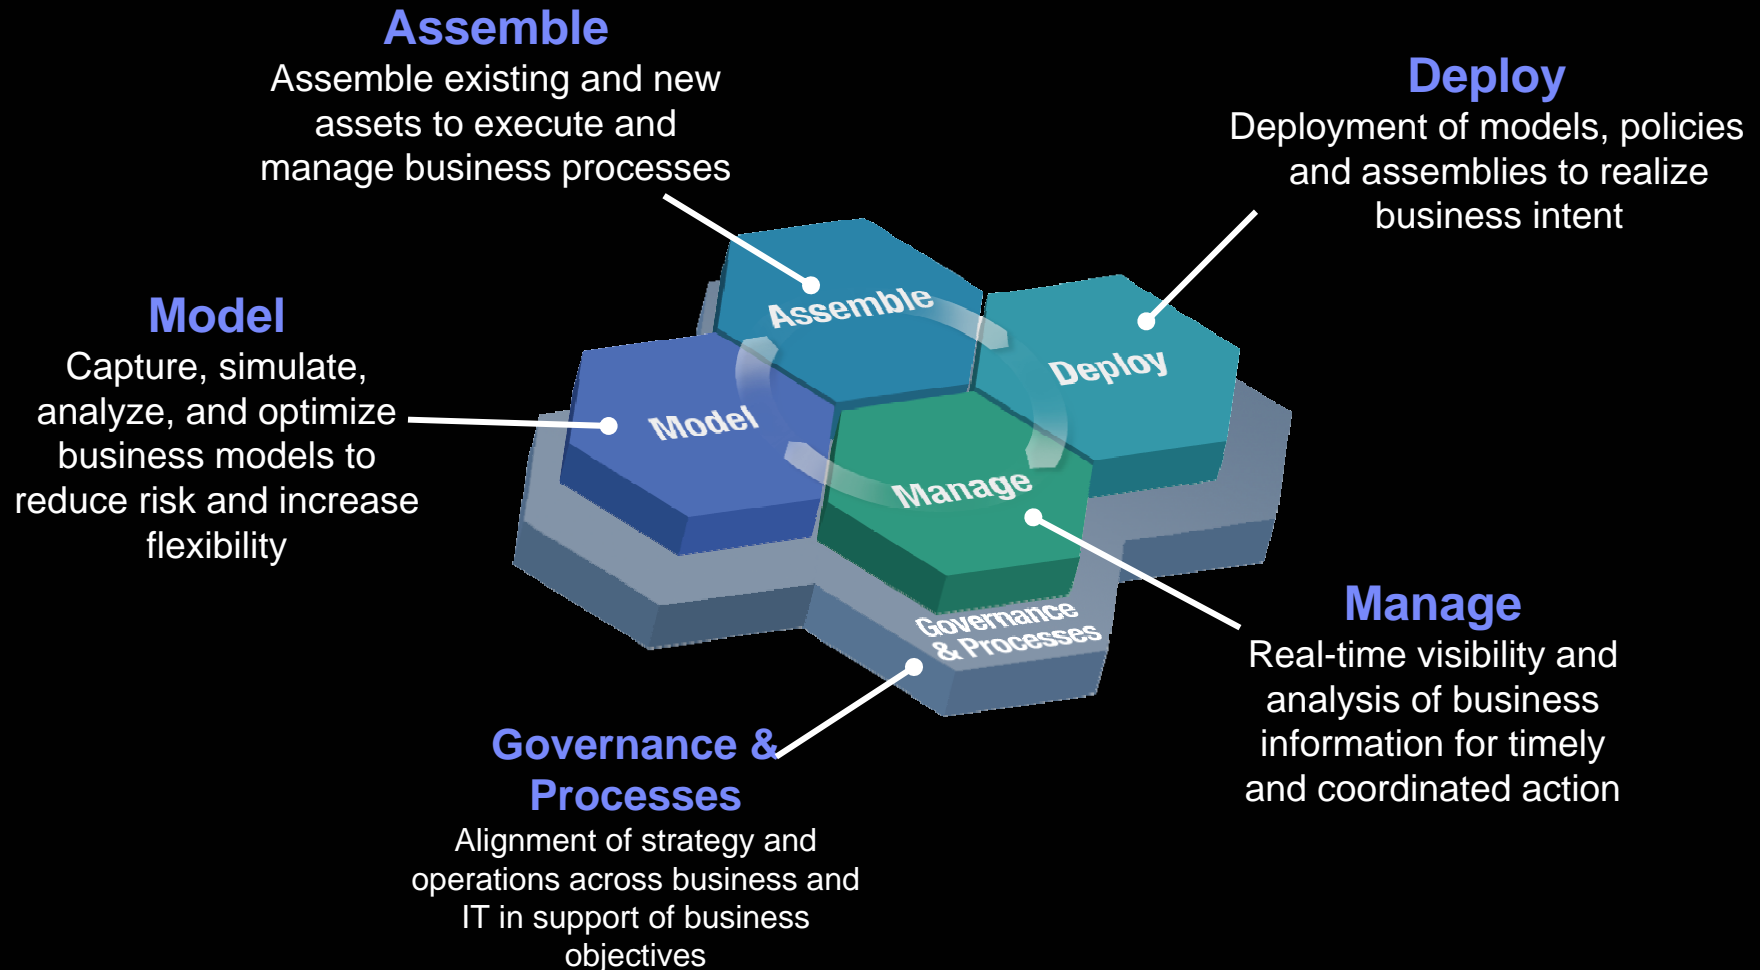 Assemble
Assemble existing and new
assets to execute and
manage business processes
Deploy
Deployment of models, policies
and assemblies to realize
business intent
Model
Capture, simulate,
analyze, and optimize
business models to
reduce risk and increase
flexibility
Assemble
Deploy
Model
Manage
Governance
& Processes
Manage
Real-time visibility and
analysis of business
information for timely
and coordinated action
Governance &
Processes
Alignment of strategy and
operations across business and
IT in support of business
objectives